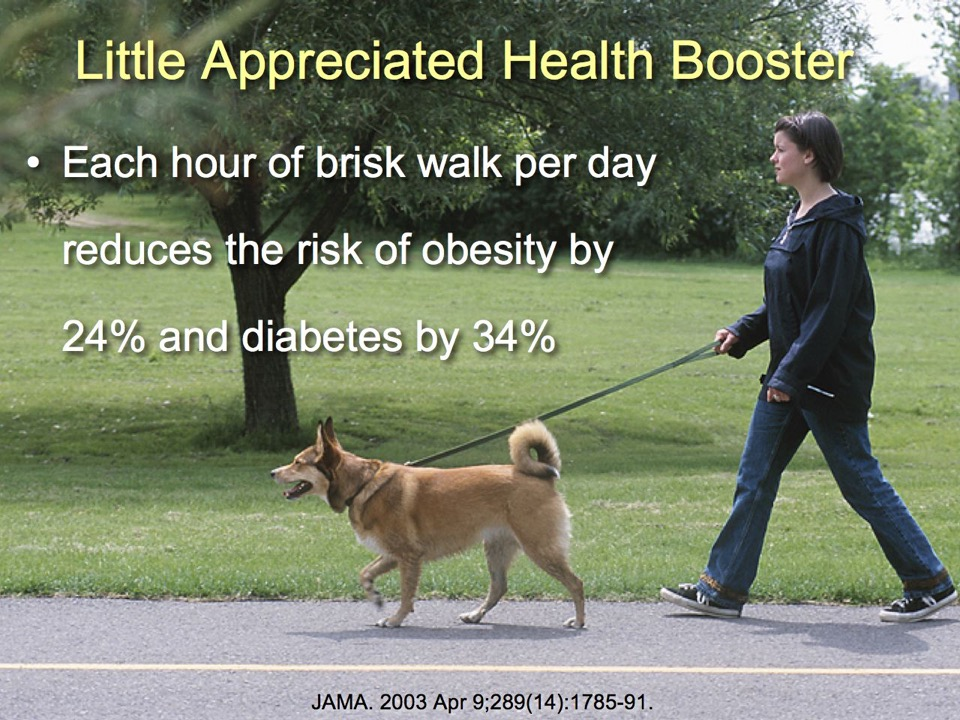 Little Appreciated Health Booster
• Each hour of brisk walk per day
reduces the risk of obesity by
24% and diabetes by 34%
JAMA. 2003 Apr 9;289(14):1785-91.